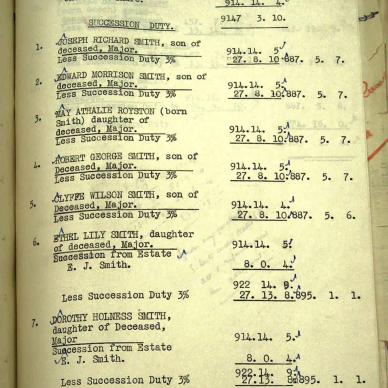 914. 14. 4.
SUCCESSION DUTY. 9147 3. 10.
1. JOSEPH RICHARD SMITH, son of
deceased, Major. 914.14. 5.
Less Succession Duty 3% 27. 8. 10. 887. 5. 7.
2. EDWARD MORRISON SMITH, son of
deceased, Major. 914.14. 5.
Less Succession Duty 3% 27. 8. 10. 887. 5. 7.
3. MAY ATHALIE ROYSTON (born
Smith) daughter of
deceased, Major. 914.14. 5.
Less Succession Duty 3% 27. 8. 10. 887. 5. 7.
4. ROBERT GEORGE SMITH, son of
Deceased, Major. 914.14. 5.
Less Succession Duty 3% 27. 8. 10. 887. 5. 7.
5. CLYFFE WILSON SMITH, son of
Deceased, Major. 914.14. 4.
Less Succession Duty 3% 27. 8. 10. 887. 5. 6.
6. ETHEL LILY SMITH, daughter
of deceased, Major. 914.14. 5.
Succession from Estate
E. J. Smith. 8. 0. 4.
922 14. 9.
Less Succession Duty 3% 27. 13. 8. 895. 1. 1.
7. DOROTHY HOLNESS SMITH,
daughter of Deceased,
Major 914.14. 5.
Succession from Estate
E. J. Smith. 8. 0. 4.
922.14. 9.
Less Succession Duty 3% 27.13. 8. 895. 1. 1.